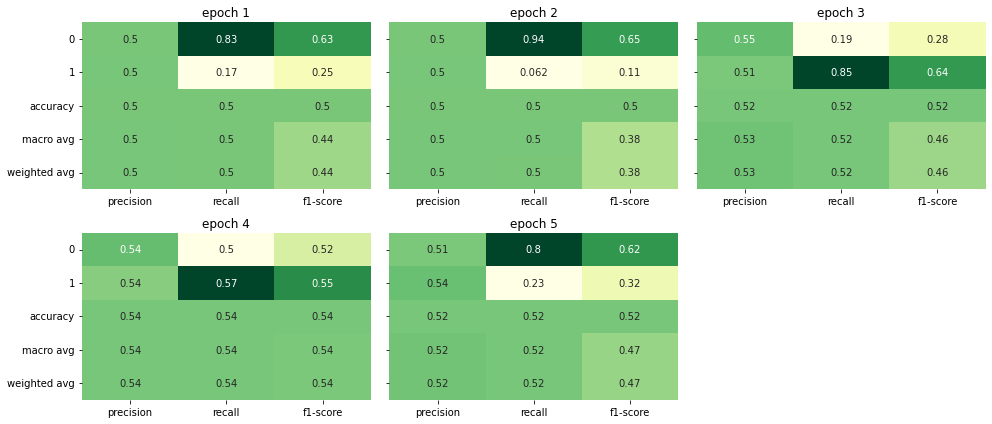 epoch 1 epoch 2 epoch 3
0 0.5 0.83 0.63 0.5 0.94 0.65 0.55 0.19 0.28
1 0.5 0.17 0.25 0.5 0.062 0.11 0.51 0.85 0.64
accuracy 0.5 0.5 0.5 0.5 0.5 0.5 0.52 0.52 0.52
macro avg 0.5 0.5 0.44 0.5 0.5 0.38 0.53 0.52 0.46
weighted avg 0.5 0.5 0.44 0.5 0.5 0.38 0.53 0.52 0.46
precision recall f1-score precision recall f1-score precision recall f1-score
epoch 4 epoch 5
0 0.54 0.5 0.52 0.51 0.8 0.62
1 0.54 0.57 0.55 0.54 0.23 0.32
accuracy 0.54 0.54 0.54 0.52 0.52 0.52
macro avg 0.54 0.54 0.54 0.52 0.52 0.47
weighted avg 0.54 0.54 0.54 0.52 0.52 0.47
precision recall f1-score precision recall f1-score